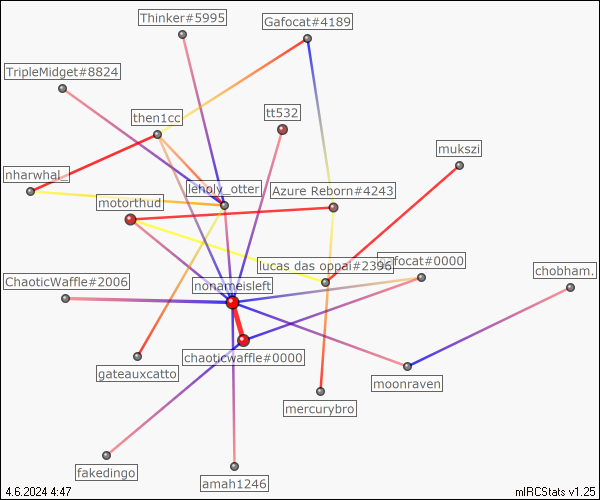 Thinker#5995
Gafocat#4189
TripleMidget#8824
then1cc
tt532
mukszi
nharwhal_
leholy_otter
Azure Reborn#4243
motorthud
lucas das oppai#2396
afocat#0000
chobham.
ChaoticWaffle#2006
nonameisleft
chaoticwaffle#0000
gateauxcatto
moonraven
mercurybro
fakedingo
amah1246
4.6.2024 4:47
mIRCStats v1.25